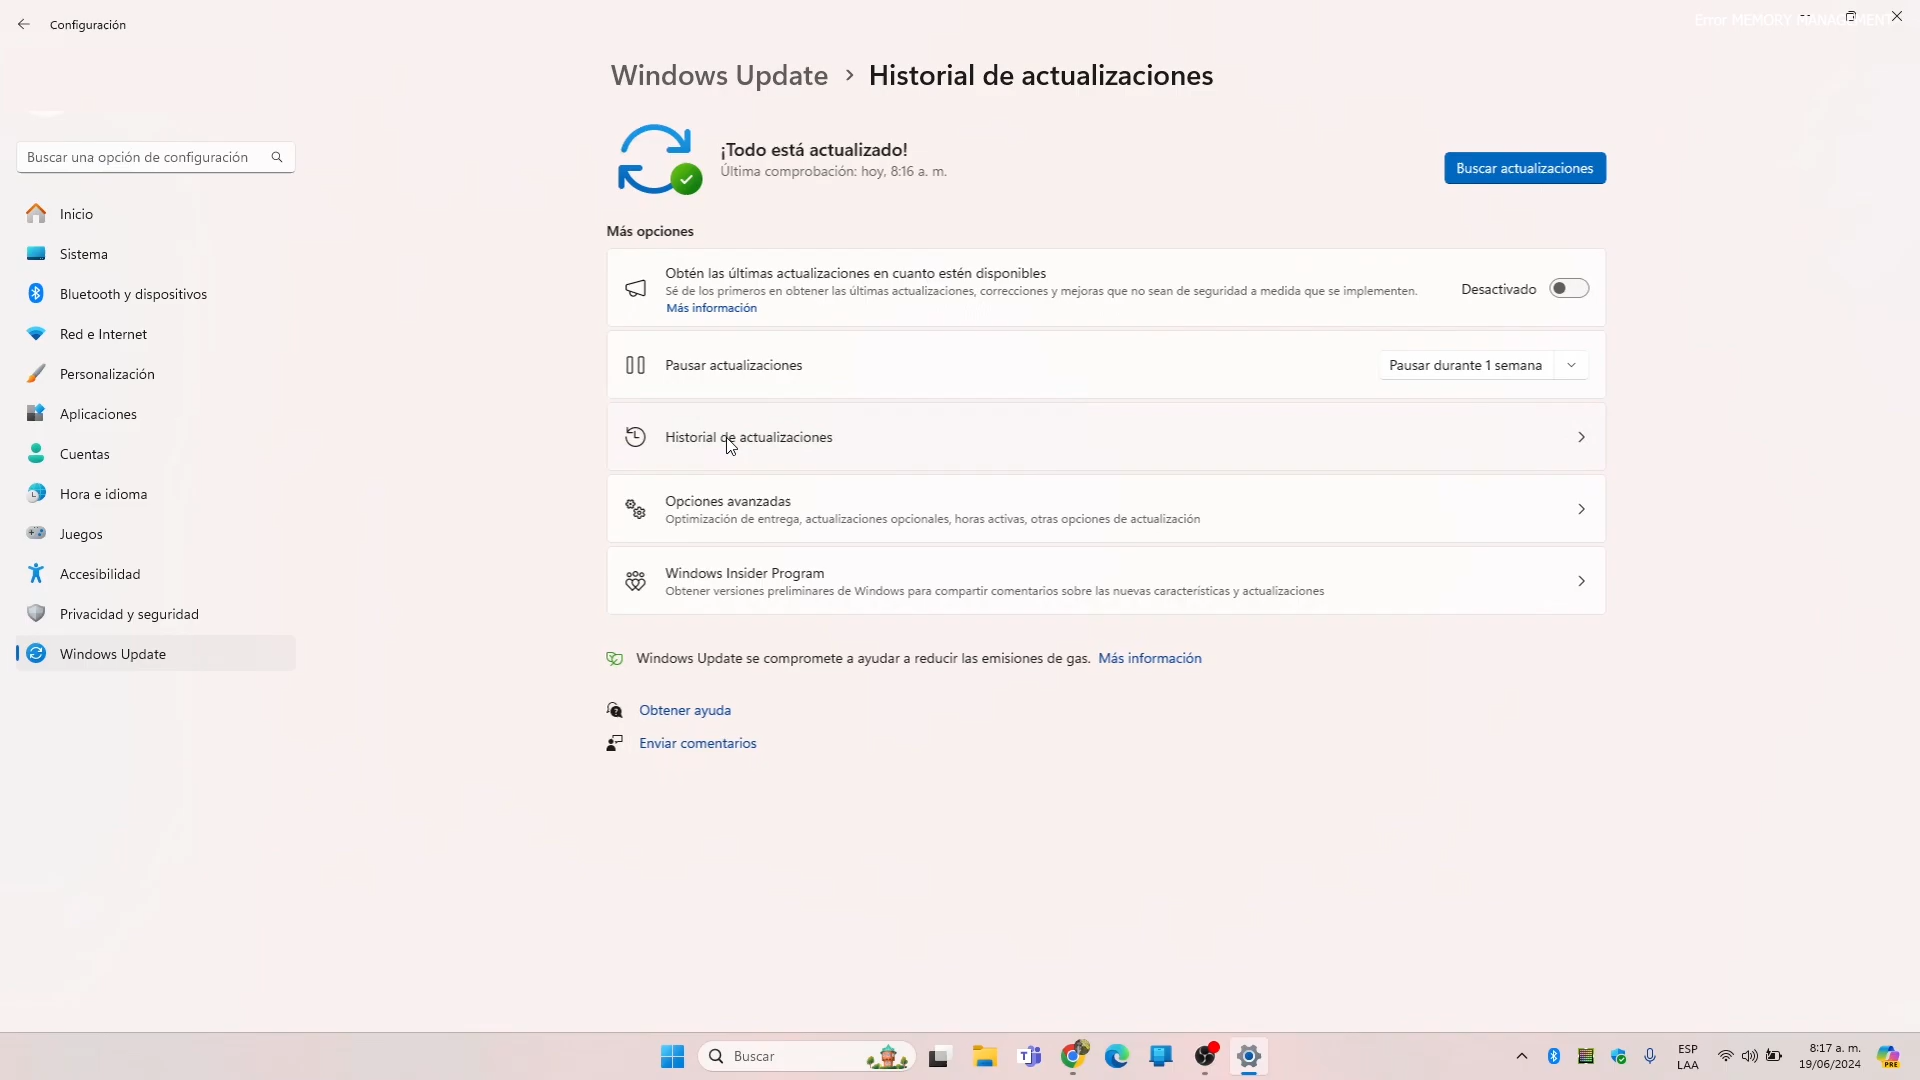 Configuración
Error MEMORY MANAGEMENT
Windows Update > Historial de actualizaciones
¡Todo está actualizado!
Última comprobación: hoy, 8:16 a. m.
Buscar actualizaciones
Buscar una opción de configuración
Inicio
Sistema
Bluetooth y dispositivos
Red e Internet
Personalización
Aplicaciones
Cuentas
Hora e idioma
Juegos
Accesibilidad
Privacidad y seguridad
Windows Update
Más opciones
Obtén las últimas actualizaciones en cuanto estén disponibles
Sé de los primeros en obtener las últimas actualizaciones, correcciones y mejoras que no sean de seguridad a medida que se implementen.
Más información
Desactivado
Pausar actualizaciones
Pausar durante 1 semana
Historial de actualizaciones
Opciones avanzadas
Optimización de entrega, actualizaciones opcionales, horas activas, otras opciones de actualización
Windows Insider Program
Obtener versiones preliminares de Windows para compartir comentarios sobre las nuevas características y actualizaciones
Windows Update se compromete a ayudar a reducir las emisiones de gas. Más información
Obtener ayuda
Enviar comentarios
Buscar
ESP
LAA
8:17 a. m.
19/06/2024
PRE